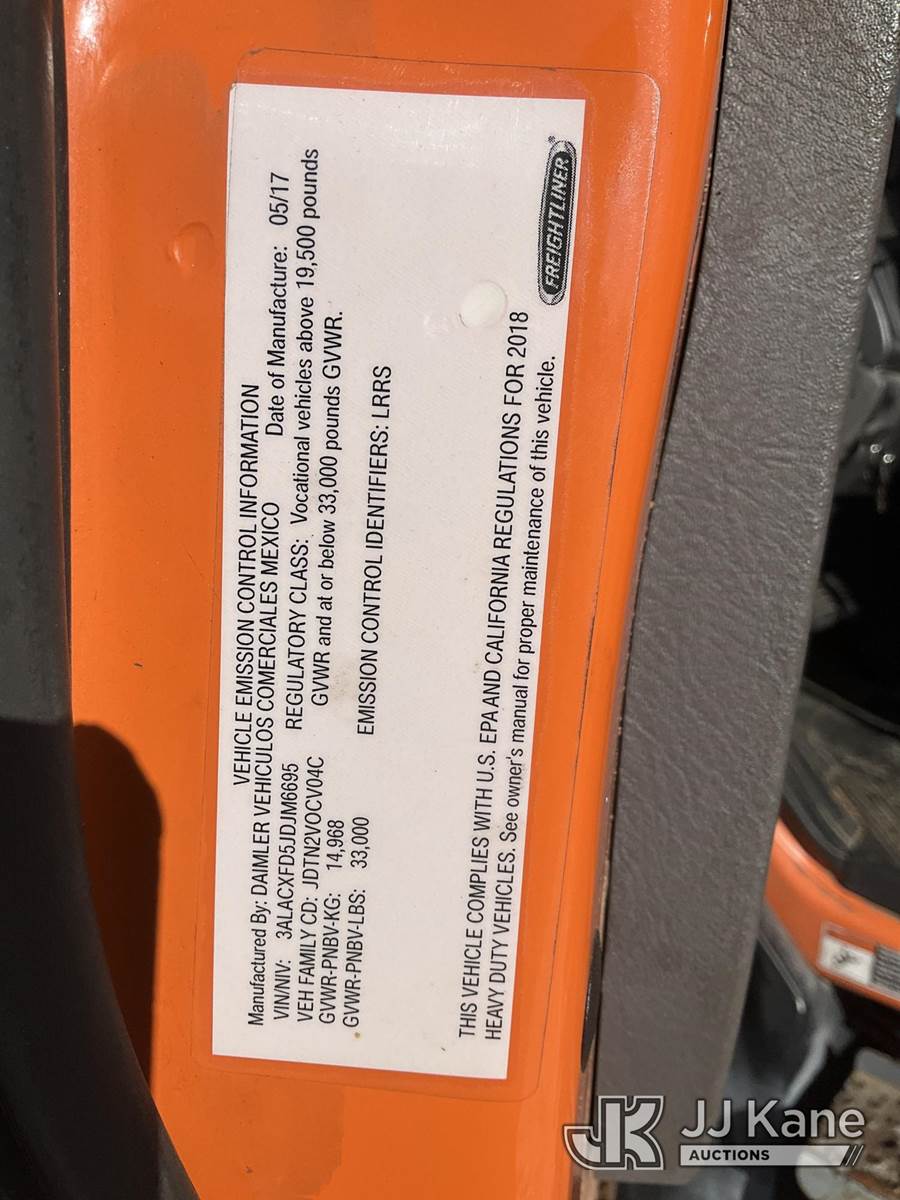 VEHICLE EMISSION CONTROL INFORMATION
Manufactured By: DAIMLER VEHICULOS COMERCIALES MEXICO Date of Manufacture: 05/17
VIN/NIV: 3ALACXFD5JDJM6695
VEH FAMILY CD: JDTN2VOCV04C
GVWR-PNBV-KG: 14,968
GVWR-PNBV-LBS: 33,000
REGULATORY CLASS: Vocational vehicles above 19,500 pounds
GVWR and at or below 33,000 pounds GVWR.
EMISSION CONTROL IDENTIFIERS: LRRS
THIS VEHICLE COMPLIES WITH U.S. EPA AND CALIFORNIA REGULATIONS FOR 2018
HEAVY DUTY VEHICLES. See owner's manual for proper maintenance of this vehicle.
FREIGHTLINER®
JK JJ Kane
AUCTIONS